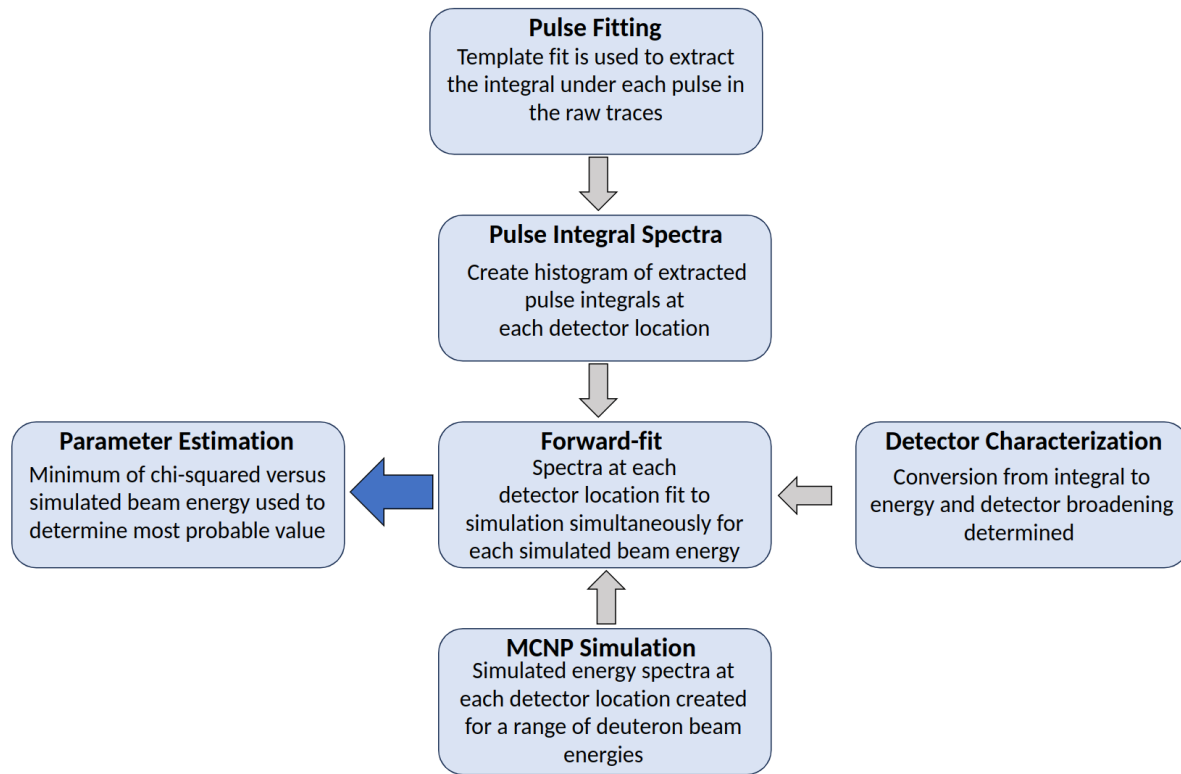 Pulse Fitting
Template fit is used to extract
the integral under each pulse in
the raw traces
Pulse Integral Spectra
Create histogram of extracted
pulse integrals at
each detector location
Parameter Estimation
Minimum of chi-squared versus
simulated beam energy used to
determine most probable value
Forward-fit
Spectra at each
detector location fit to
simulation simultaneously for
each simulated beam energy
Detector Characterization
Conversion from integral to
energy and detector broadening
determined
MCNP Simulation
Simulated energy spectra at
each detector location created
for a range of deuteron beam
energies